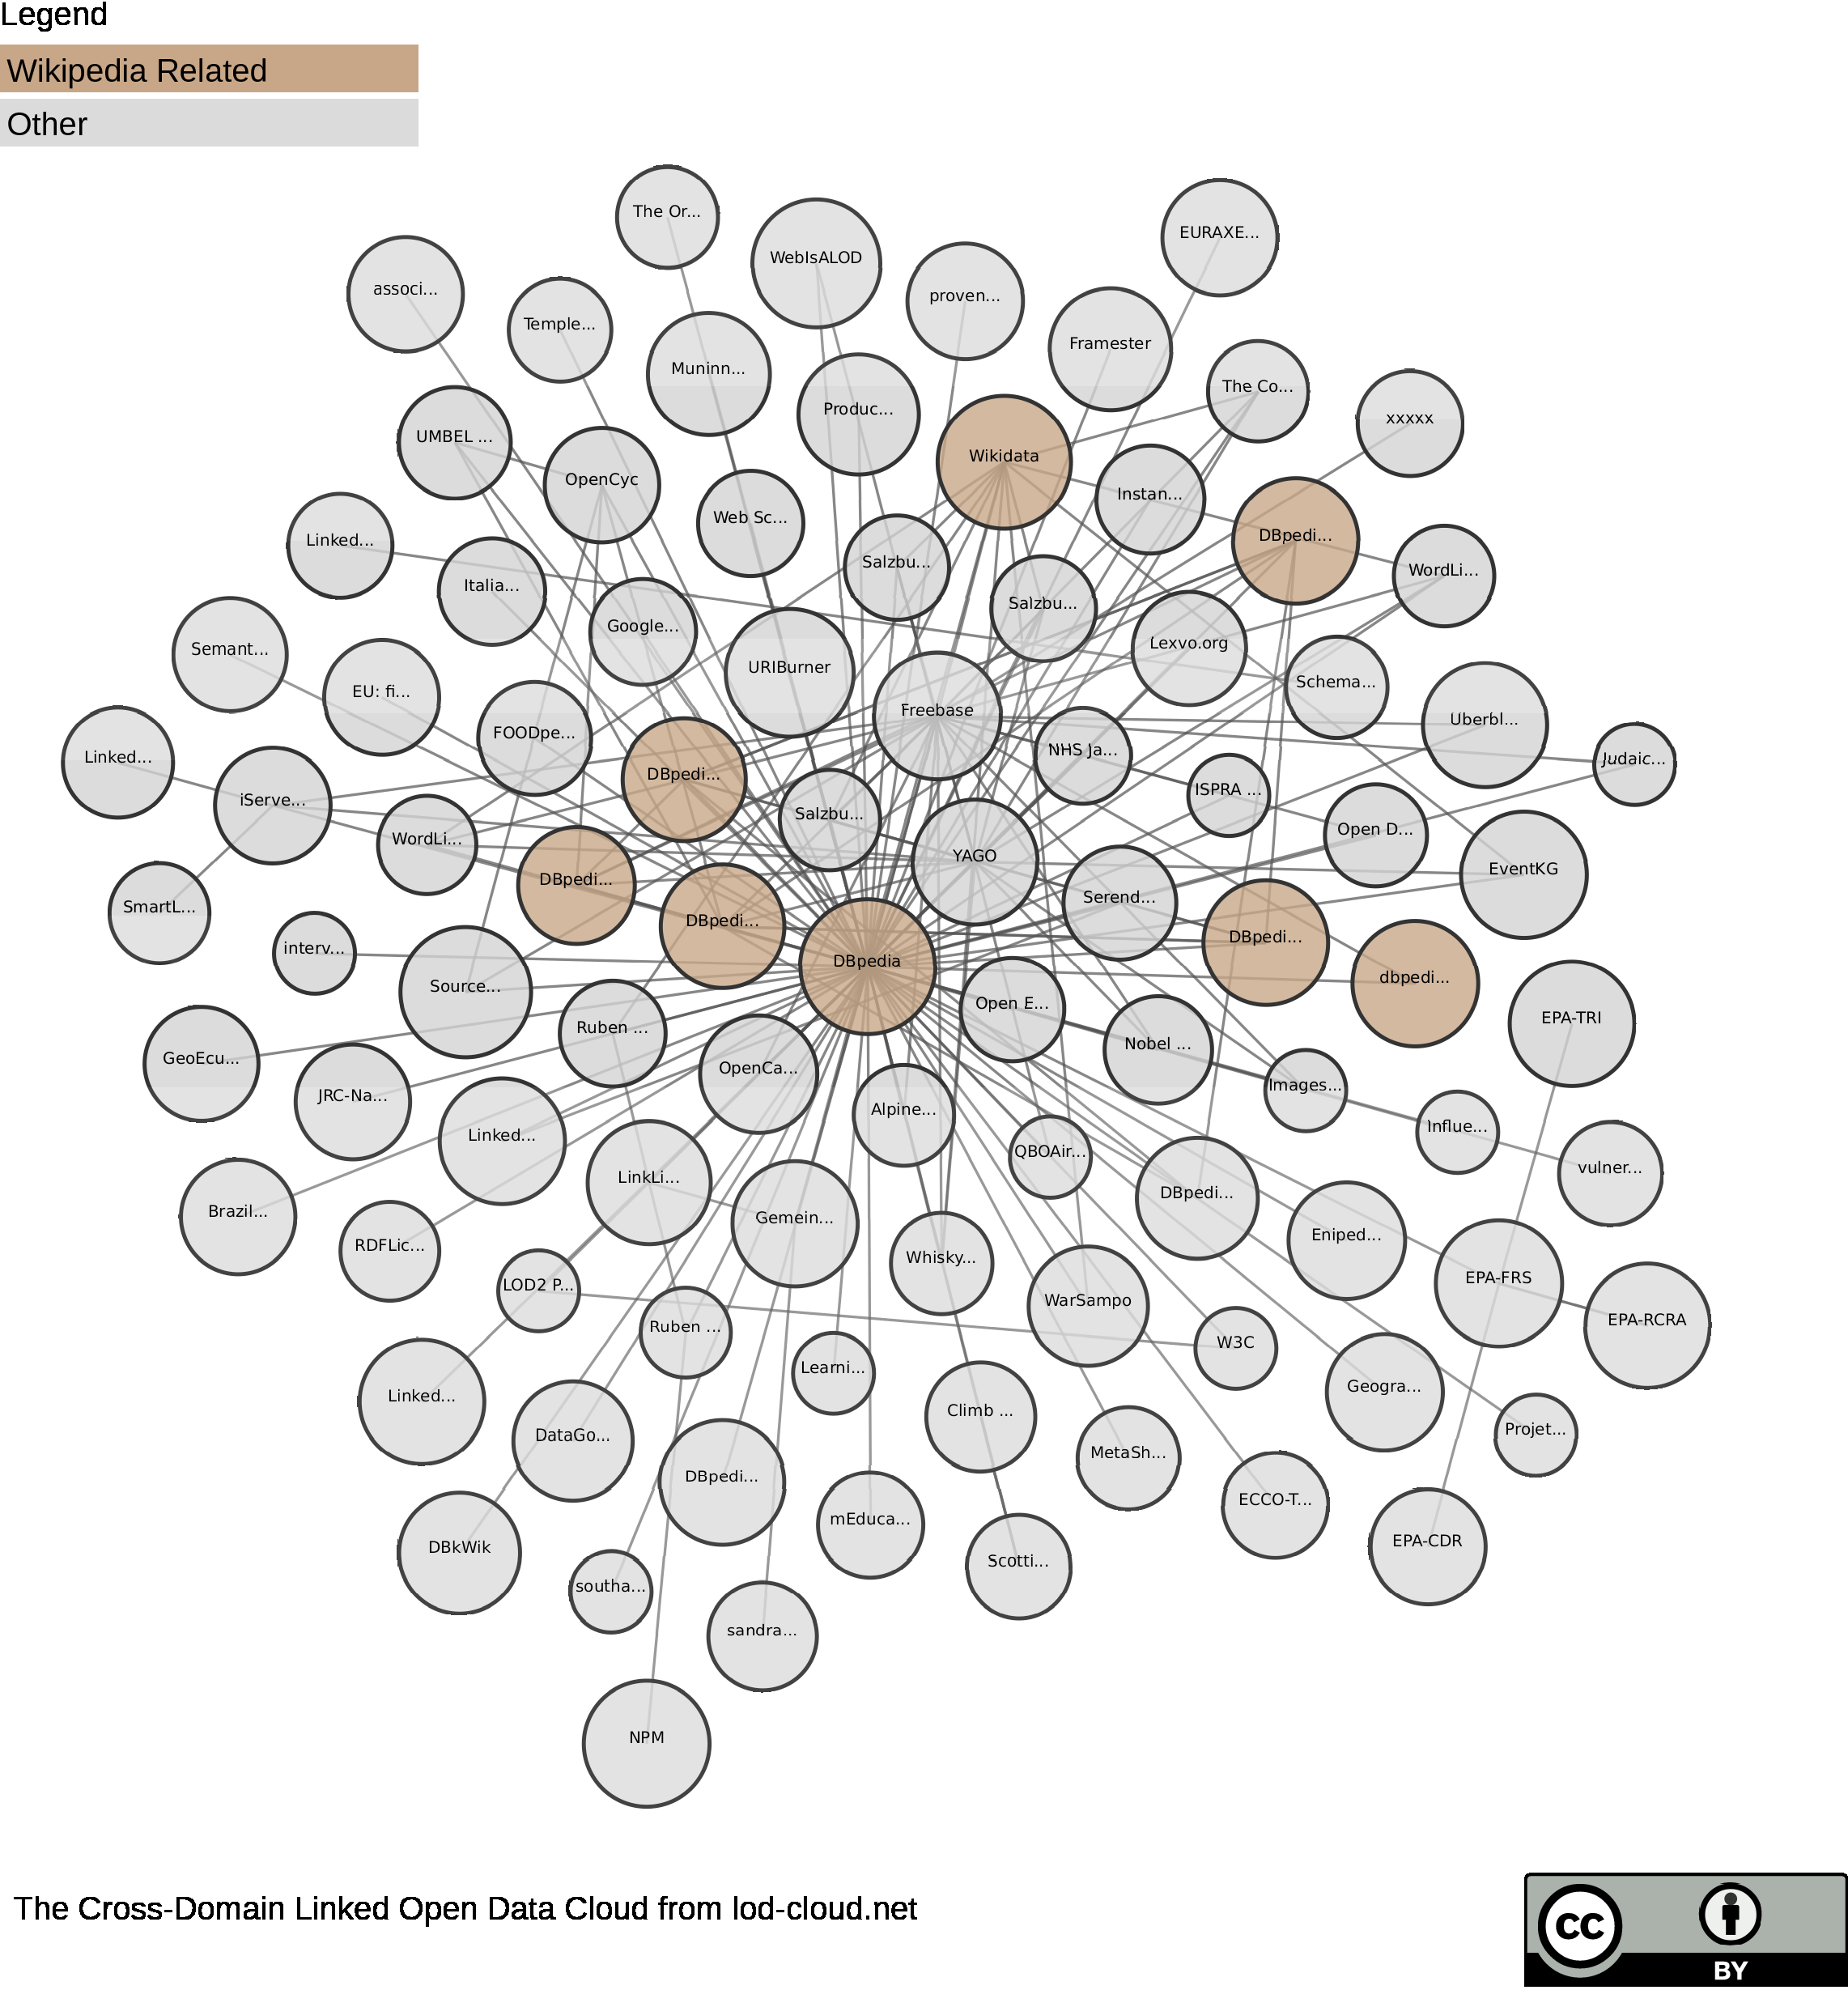 Legend
Wikipedia Related
Other
The Or...
EURAXE...
WebIsALOD
associ...
proven...
Temple...
Framester
Muninn...
The Co...
Produc...
xxxxx
UMBEL ...
Wikidata
OpenCyc
Instan...
Web Sc...
DBpedi...
Linked...
Salzbu...
WordLi...
Italia...
Salzbu...
Google...
Lexvo.org
Semant...
URIBurner
Schema...
EU: fi...
Freebase
Uberbl...
FOODpe...
NHS Ja...
Linked...
Judaic...
DBpedi...
ISPRA ...
iServe...
Salzbu...
Open D...
WordLi...
YAGO
EventKG
DBpedi...
Serend...
SmartL...
DBpedi...
DBpedi...
interv...
DBpedia
dbpedi...
Source...
Open E...
EPA-TRI
Ruben ...
Nobel ...
GeoEcu...
OpenCa...
Images...
JRC-Na...
Alpine...
Influe...
Linked...
QBOAir...
vulner...
LinkLi...
DBpedi...
Brazil...
Gemein...
Eniped...
RDFLic...
Whisky...
EPA-FRS
LOD2 P...
WarSampo
EPA-RCRA
Ruben ...
W3C
Learni...
Geogra...
Linked...
Climb ...
Projet...
DataGo...
MetaSh...
DBpedi...
ECCO-T...
mEduca...
EPA-CDR
DBkWik
Scotti...
southa...
sandra...
NPM
The Cross-Domain Linked Open Data Cloud from lod-cloud.net
cc
BY